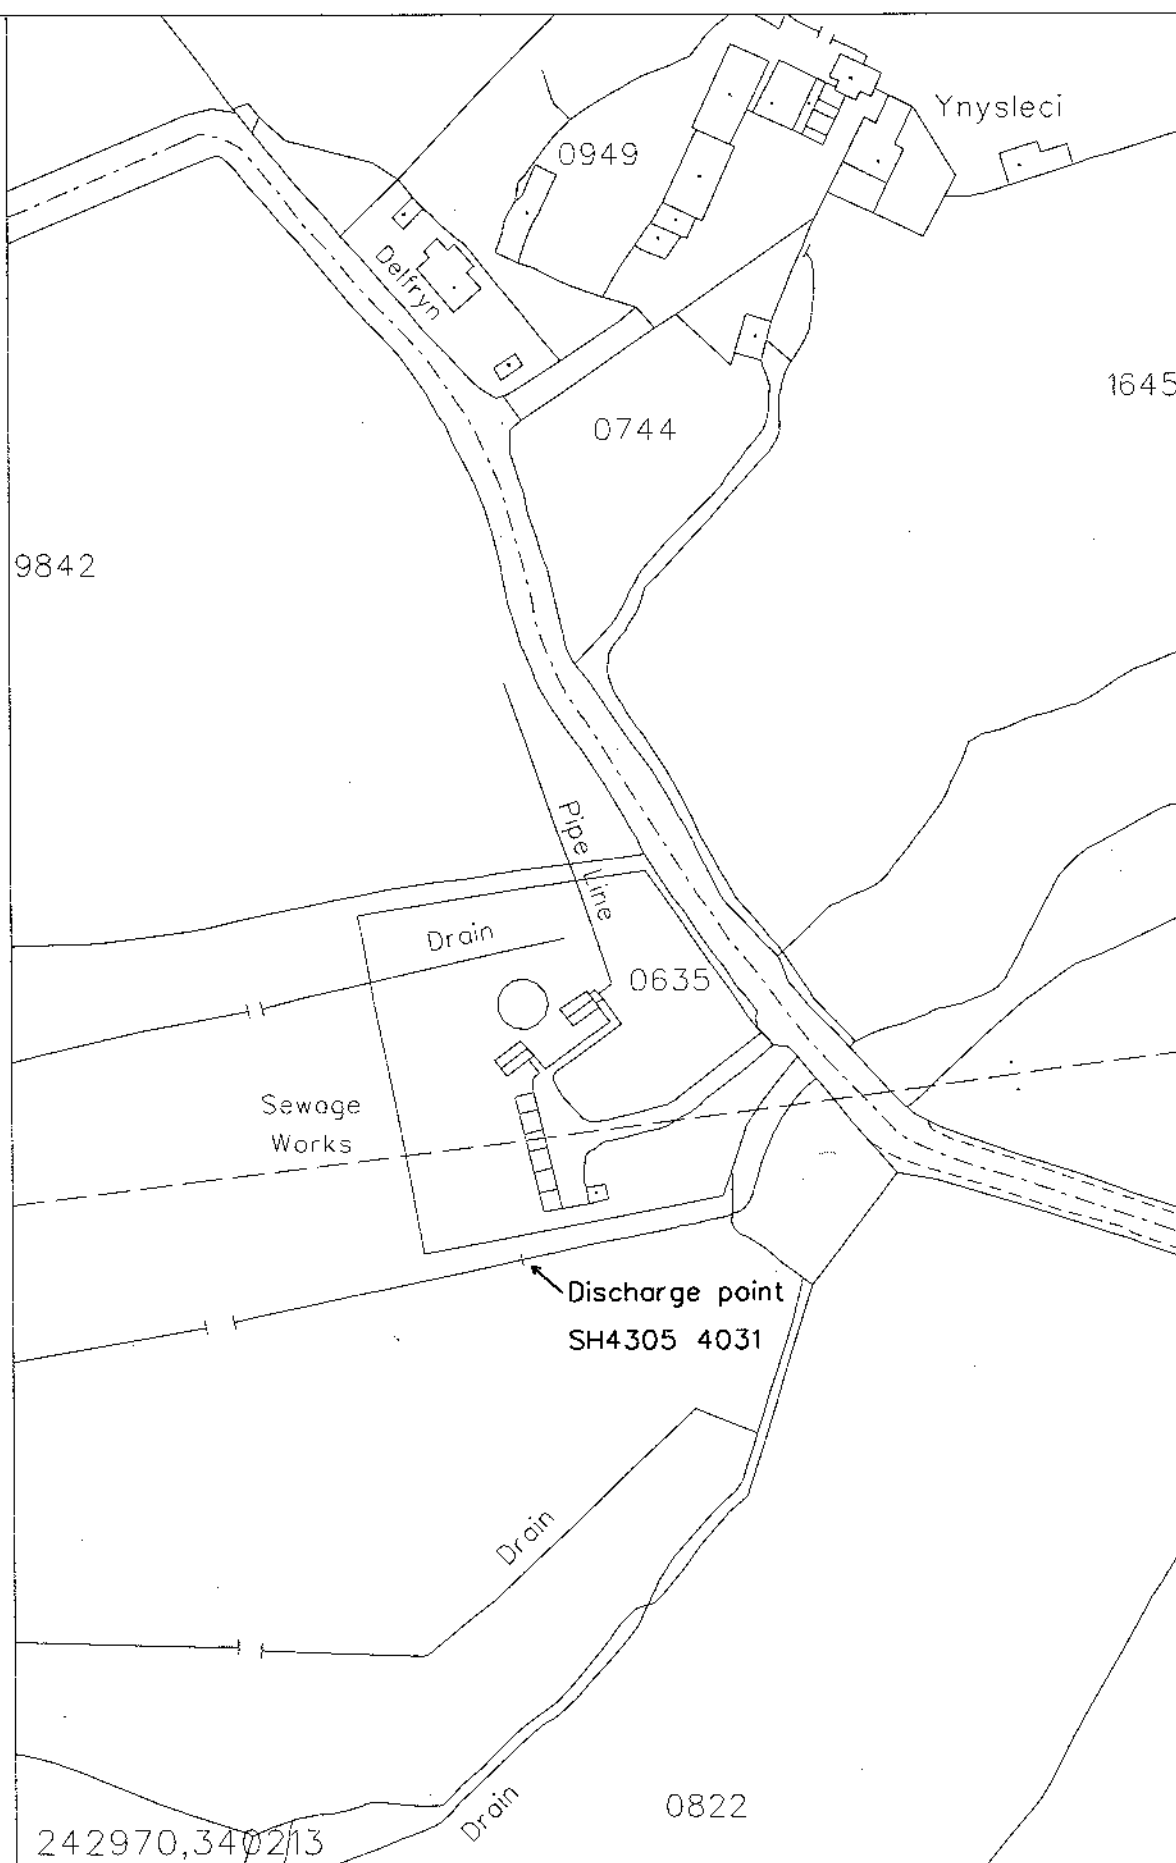 Ynysleci
0949
Delfryn
1645
0744
9842
Pipe Line
Drain
0635
Sewage
Works
Discharge point
SH4305 4031
Drain
0822
Drain
242970,340213